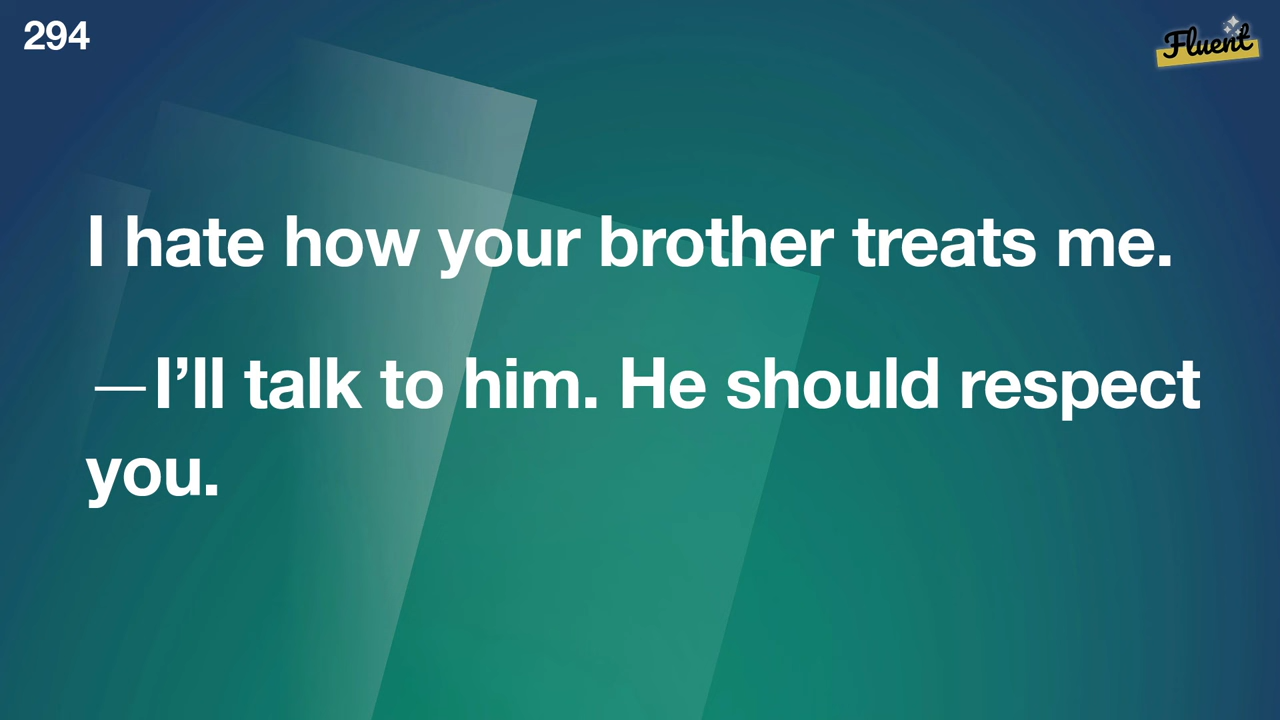 294
Fluent
I hate how your brother treats me.
—I’ll talk to him. He should respect
you.